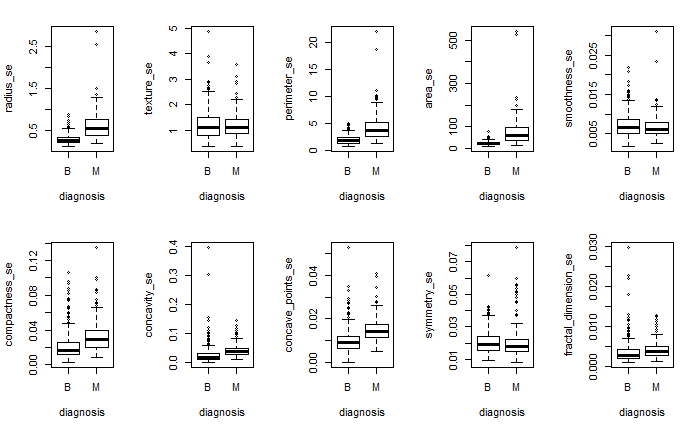 radius_se
0.5 1.5 2.5
B M
diagnosis
texture_se
1 2 3 4 5
B M
diagnosis
perimeter_se
0 5 10 15 20
B M
diagnosis
area_se
0 100 300 500
B M
diagnosis
smoothness_se
0.005 0.015 0.025
B M
diagnosis
compactness_se
0.00 0.04 0.08 0.12
B M
diagnosis
concavity_se
0.0 0.1 0.2 0.3 0.4
B M
diagnosis
concave_points_se
0.00 0.02 0.04
B M
diagnosis
symmetry_se
0.01 0.03 0.05 0.07
B M
diagnosis
fractal_dimension_se
0.000 0.010 0.020 0.030
B M
diagnosis